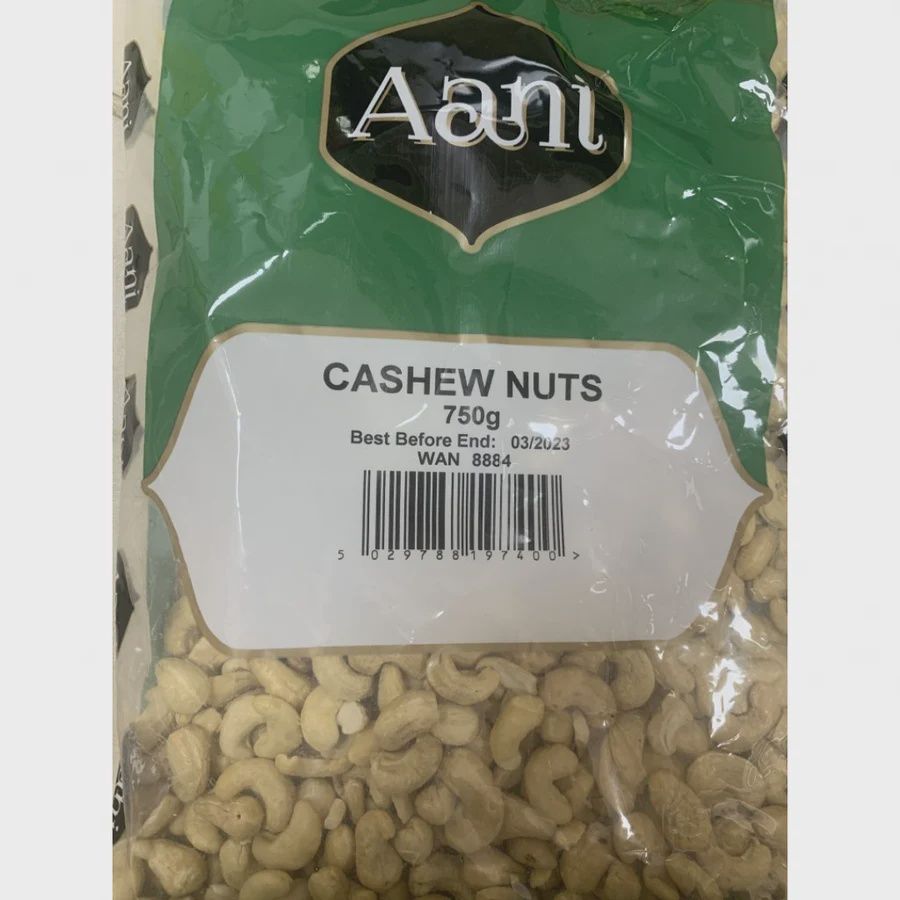 Aani
CASHEW NUTS
750g
Best Before End: 03/2023
WAN 8884
5 029788 197400 >